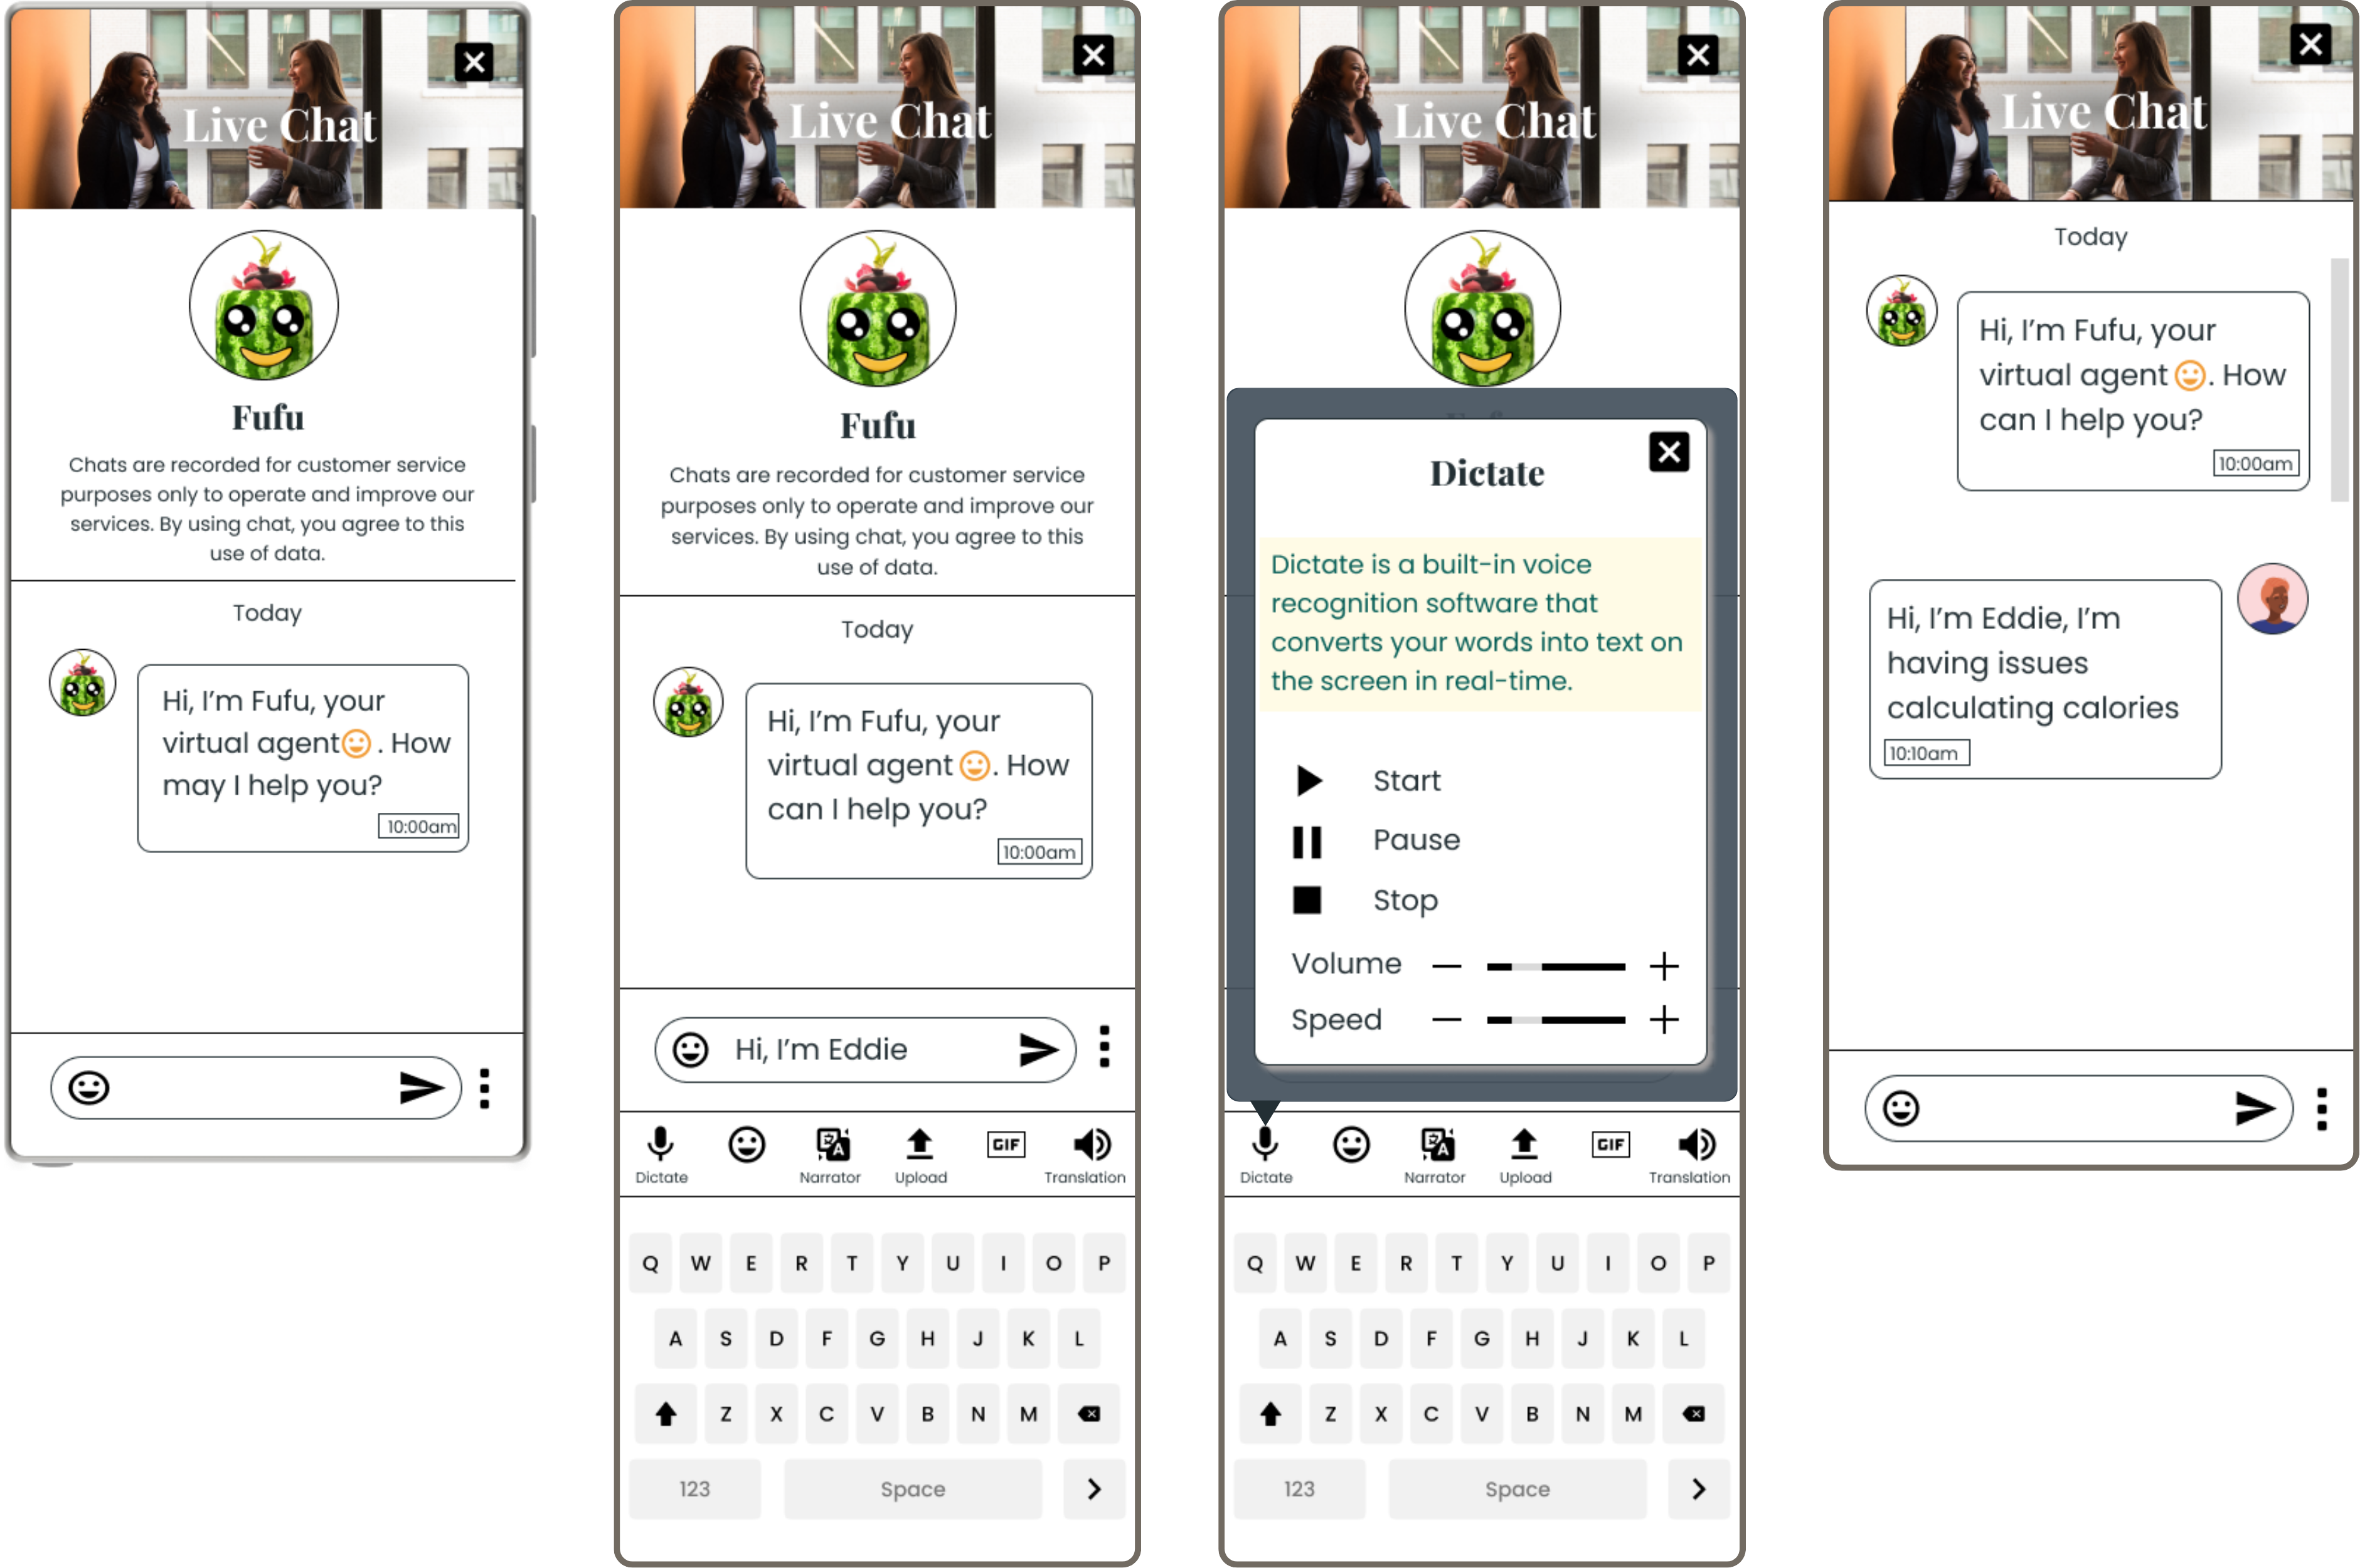 Live Chat
Fufu
Chats are recorded for customer service
purposes only to operate and improve our
services. By using chat, you agree to this
use of data.
Today
Hi, I’m Fufu, your
virtual agent . How
may I help you?
10:00am
Live Chat
Fufu
Chats are recorded for customer service
purposes only to operate and improve our
services. By using chat, you agree to this
use of data.
Today
Hi, I’m Fufu, your
virtual agent . How
can I help you?
10:00am
Hi, I’m Eddie
GIF
Dictate Narrator Upload Translation
Q W E R T Y U I O P
A S D F G H J K L
Z X C V B N M
123 Space
Live Chat
Dictate
Dictate is a built-in voice
recognition software that
converts your words into text on
the screen in real-time.
Start
Pause
Stop
Volume
Speed
GIF
Dictate Narrator Upload Translation
Q W E R T Y U I O P
A S D F G H J K L
Z X C V B N M
123 Space
Live Chat
Today
Hi, I’m Fufu, your
virtual agent . How
can I help you?
10:00am
Hi, I’m Eddie, I’m
having issues
calculating calories
10:10am